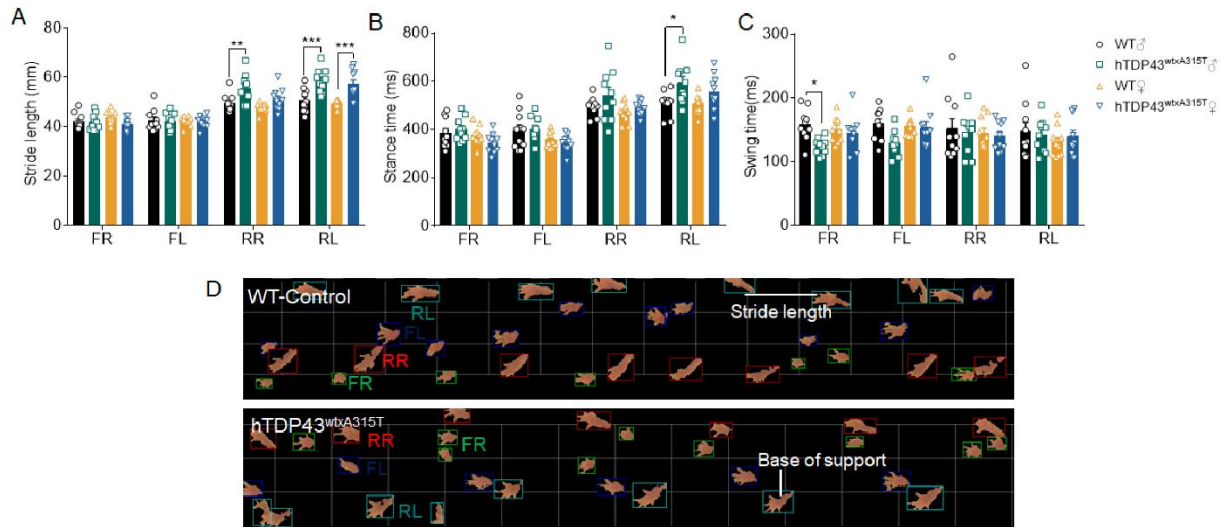 A
Stride length (mm)
80
60
40
20
0
**
***
***
FR FL RR RL
B
Stance time (ms)
800
600
400
200
0
*
FR FL RR RL
C
Swing time(ms)
300
200
100
0
*
FR FL RR RL
WT♂
hTDP43wtxA315T♂
WT♀
hTDP43wtxA315T♀
D
WT-Control
RL
Stride length
FL
RR
FR
hTDP43wtxA315T
RR
FR
FL
Base of support
RL